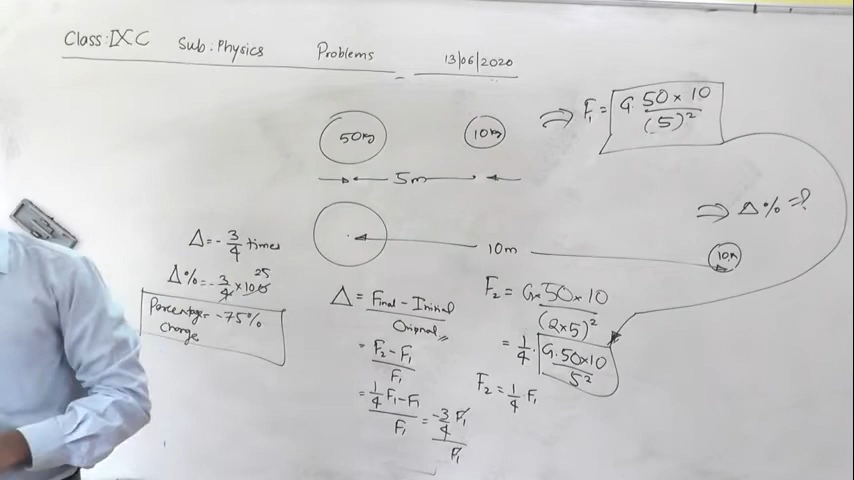 Class: IXC Sub: Physics Problems 13/06/2020
50kg 10kg ⇒ F₁ = G.50×10/(5)²
5m
⇒ Δ% = ?
10m
Δ = -3/4 times
Δ% = -3/4 × 100 25
Percentage -75%
change
Δ = Final - Initial/Original
= F₂ - F₁/F₁
= 1/4 F₁ - F₁/F₁ = -3/4 F₁/F₁
F₂ = G×50×10/(2×5)²
= 1/4 . G.50×10/5²
F₂ = 1/4 . F₁